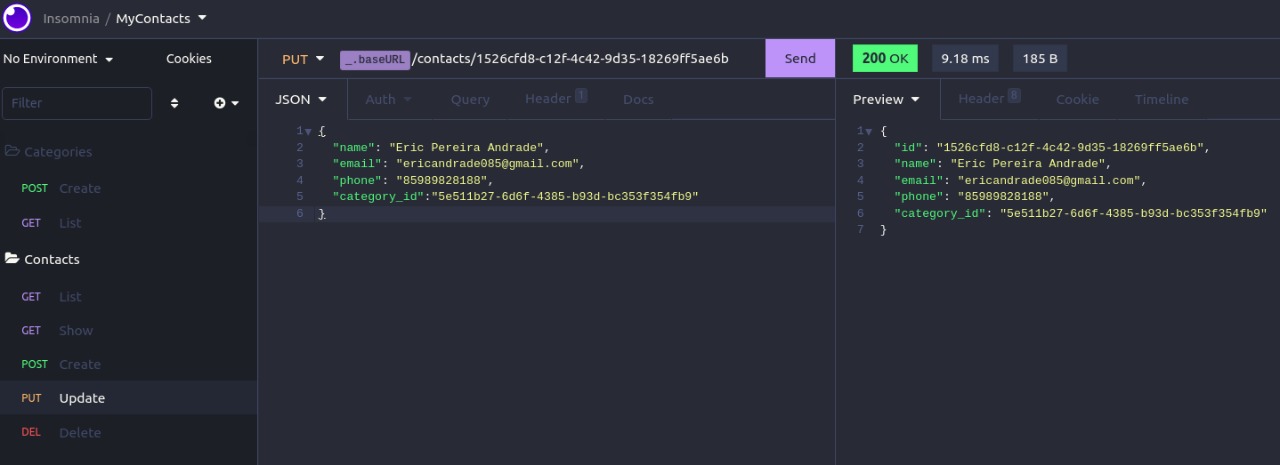 Insomnia / MyContacts
No Environment
Cookies
Filter
Categories
POST Create
GET List
Contacts
GET List
GET Show
POST Create
PUT Update
DEL Delete
PUT _.baseURL/contacts/1526cfd8-c12f-4c42-9d35-18269ff5ae6b Send
JSON Auth Query Header 1 Docs
1 {
2 "name": "Eric Pereira Andrade",
3 "email": "ericandrade085@gmail.com",
4 "phone": "85989828188",
5 "category_id":"5e511b27-6d6f-4385-b93d-bc353f354fb9"
6 }
200 OK 9.18 ms 185 B
Preview Header 8 Cookie Timeline
1 {
2 "id": "1526cfd8-c12f-4c42-9d35-18269ff5ae6b",
3 "name": "Eric Pereira Andrade",
4 "email": "ericandrade085@gmail.com",
5 "phone": "85989828188",
6 "category_id": "5e511b27-6d6f-4385-b93d-bc353f354fb9"
7 }